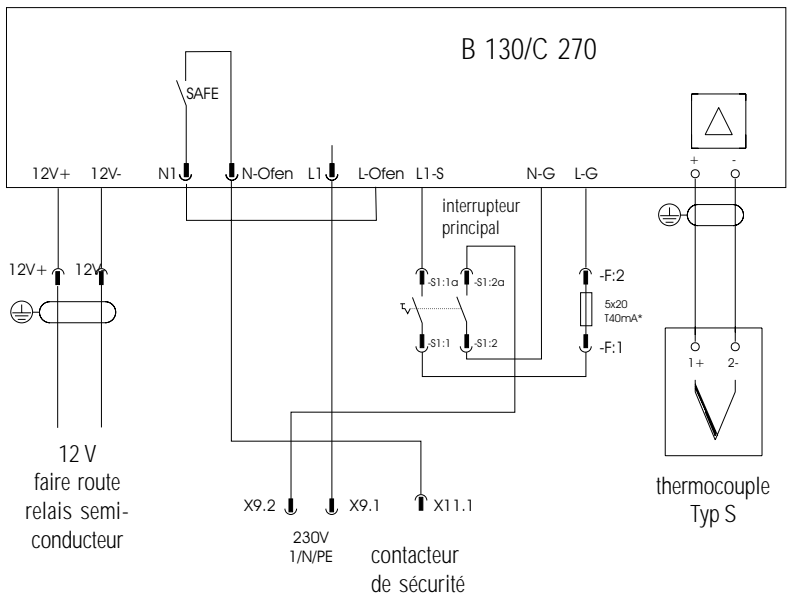 B 130/C 270
SAFE
+ -
12V+ 12V- N1 N-Ofen L1 L-Ofen L1-S N-G L-G
interrupteur
principal
12V+ 12V-
-S1:1a -S1:2a -F:2
5x20
T40mA*
-S1:1 -S1:2 -F:1
1+ 2-
12 V
faire route
relais semi-
conducteur
thermocouple
Typ S
X9.2 X9.1 X11.1
230V
1/N/PE
contacteur
de sécurité